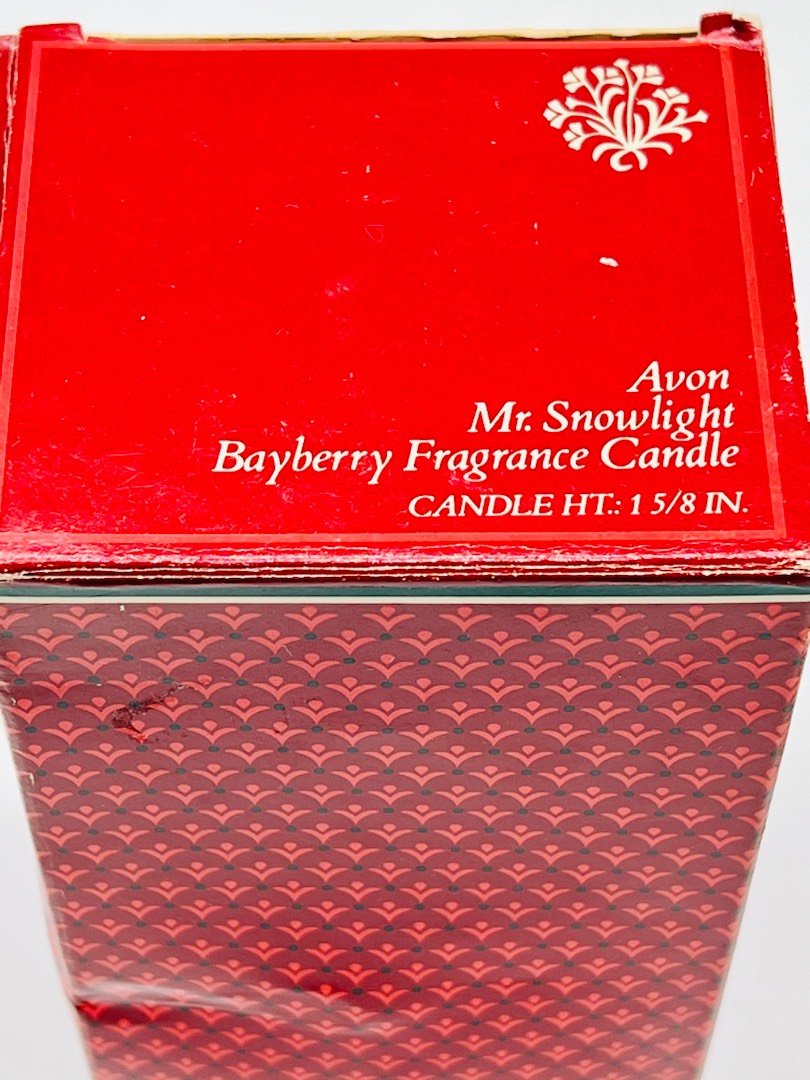 Avon
Mr. Snowlight
Bayberry Fragrance Candle
CANDLE HT.: 1 5/8 IN.